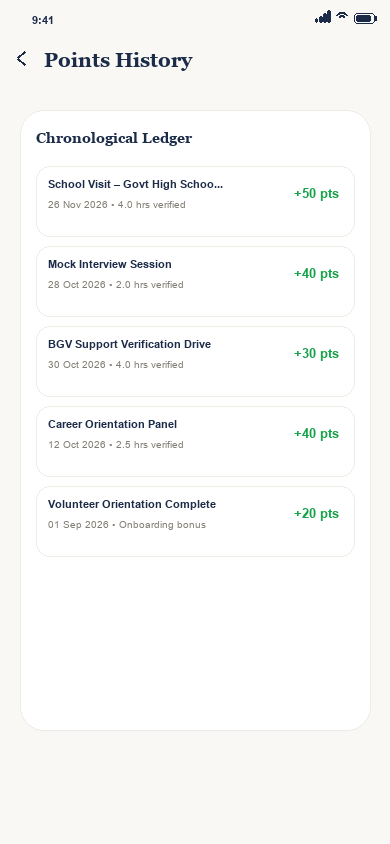 9:41
Points History
Chronological Ledger
School Visit – Govt High Schoo...
+50 pts
26 Nov 2026 • 4.0 hrs verified
Mock Interview Session
+40 pts
28 Oct 2026 • 2.0 hrs verified
BGV Support Verification Drive
+30 pts
30 Oct 2026 • 4.0 hrs verified
Career Orientation Panel
+40 pts
12 Oct 2026 • 2.5 hrs verified
Volunteer Orientation Complete
+20 pts
01 Sep 2026 • Onboarding bonus